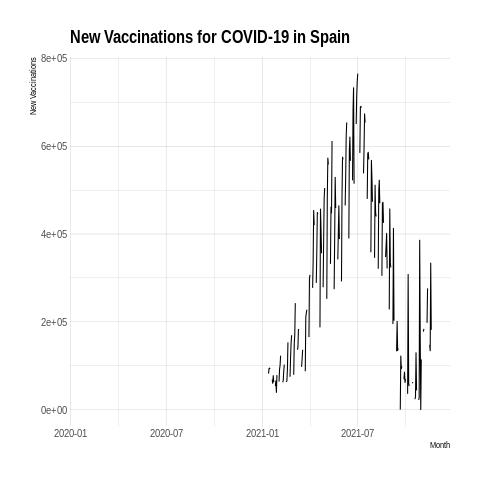 New Vaccinations for COVID-19 in Spain
New Vaccinations
8e+05
6e+05
4e+05
2e+05
0e+00
2020-01 2020-07 2021-01 2021-07
Month